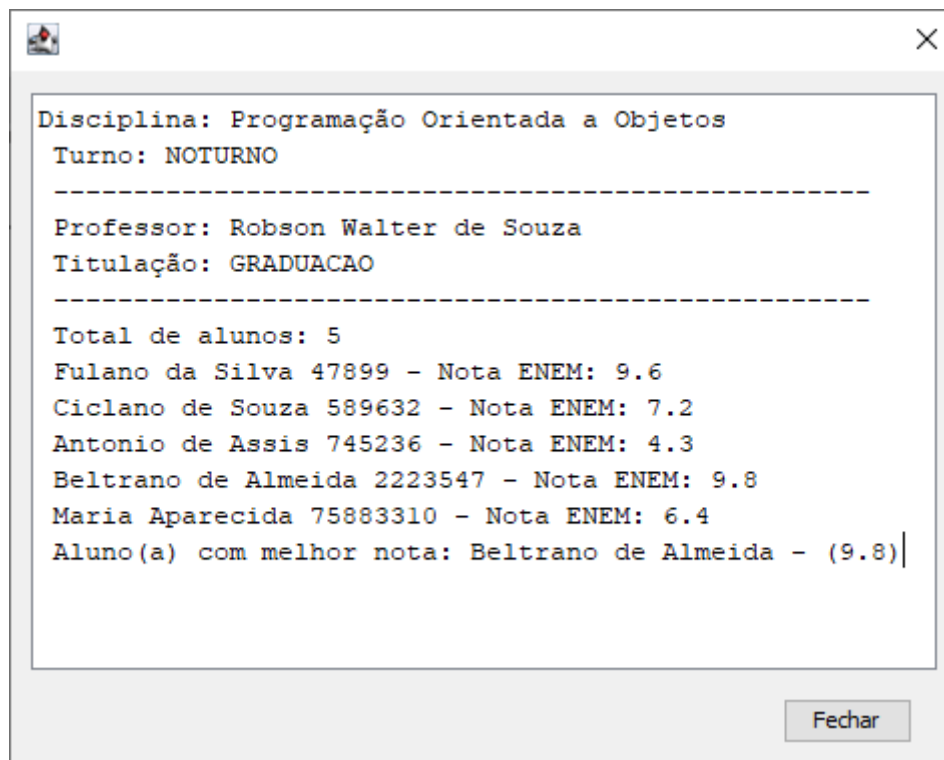 Disciplina: Programação Orientada a Objetos
Turno: NOTURNO
---------------------------------------------------
Professor: Robson Walter de Souza
Titulação: GRADUACAO
---------------------------------------------------
Total de alunos: 5
Fulano da Silva 47899 - Nota ENEM: 9.6
Ciclano de Souza 589632 - Nota ENEM: 7.2
Antonio de Assis 745236 - Nota ENEM: 4.3
Beltrano de Almeida 2223547 - Nota ENEM: 9.8
Maria Aparecida 75883310 - Nota ENEM: 6.4
Aluno(a) com melhor nota: Beltrano de Almeida - (9.8)
Fechar